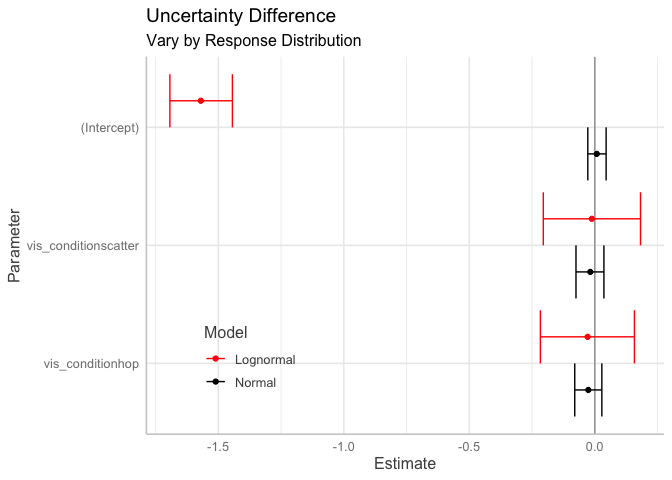 Uncertainty Difference
Vary by Response Distribution
(Intercept)
vis_conditionscatter
vis_conditionhop
Parameter
Model
Lognormal
Normal
-1.5
-1.0
-0.5
0.0
Estimate